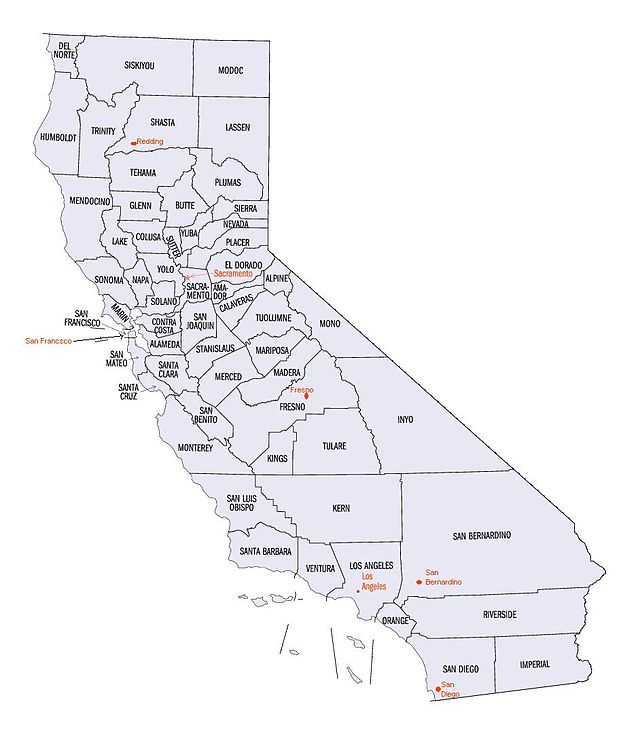 DEL
NORTE
SISKIYOU
MODOC
HUMBOLDT
TRINITY
SHASTA
Redding
LASSEN
TEHAMA
PLUMAS
MENDOCINO
GLENN
BUTTE
SIERRA
NEVADA
LAKE
COLUSA
SUTTER
YUBA
PLACER
EL DORADO
Sacramento
SONOMA
NAPA
YOLO
SACRA-
MENTO
AMA-
DOR
ALPINE
SOLANO
CALAVERAS
MARIN
SAN
FRANCISCO
San Francsco
CONTRA
COSTA
SAN
JOAQUIN
TUOLUMNE
MONO
ALAMEDA
STANISLAUS
MARIPOSA
SAN
MATEO
SANTA
CLARA
MERCED
MADERA
SANTA
CRUZ
Fresno
FRESNO
SAN
BENITO
INYO
MONTEREY
KINGS
TULARE
SAN LUIS
OBISPO
KERN
SAN BERNARDINO
SANTA BARBARA
VENTURA
LOS ANGELES
Los
Angeles
San
Bernardino
ORANGE
RIVERSIDE
SAN DIEGO
IMPERIAL
San
Diego